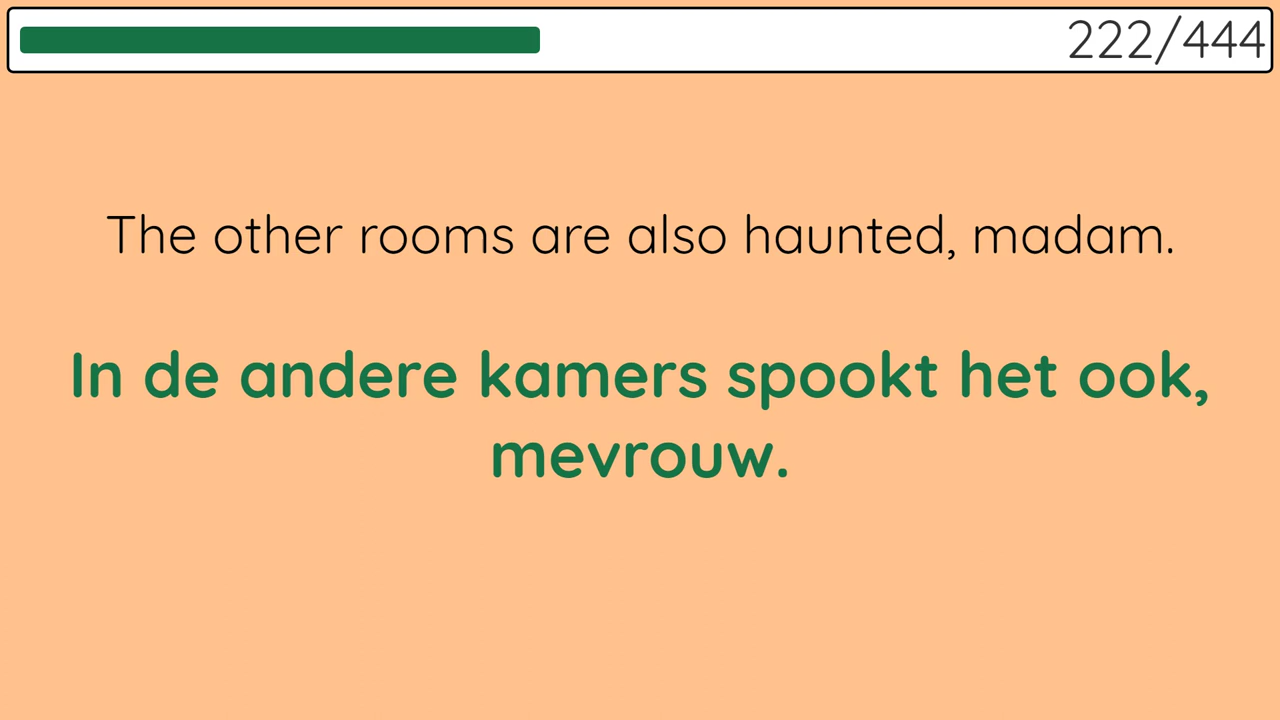 222/444
The other rooms are also haunted, madam.
In de andere kamers spookt het ook,
mevrouw.